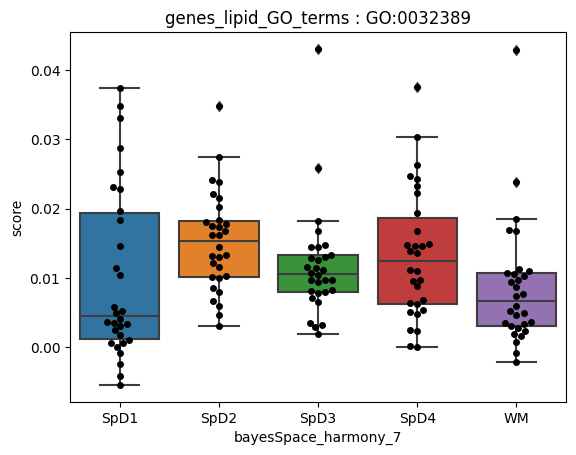 genes_lipid_GO_terms : GO:0032389
0.04
0.03
0.02
0.01
0.00
score
SpD1 SpD2 SpD3 SpD4 WM
bayesSpace_harmony_7